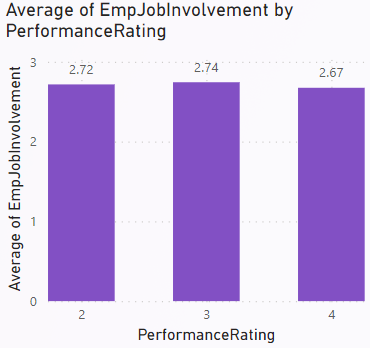 Average of EmpJobInvolvement by
PerformanceRating
Average of EmpJobInvolvement
3
2
1
0
2.72
2.74
2.67
2
3
4
PerformanceRating